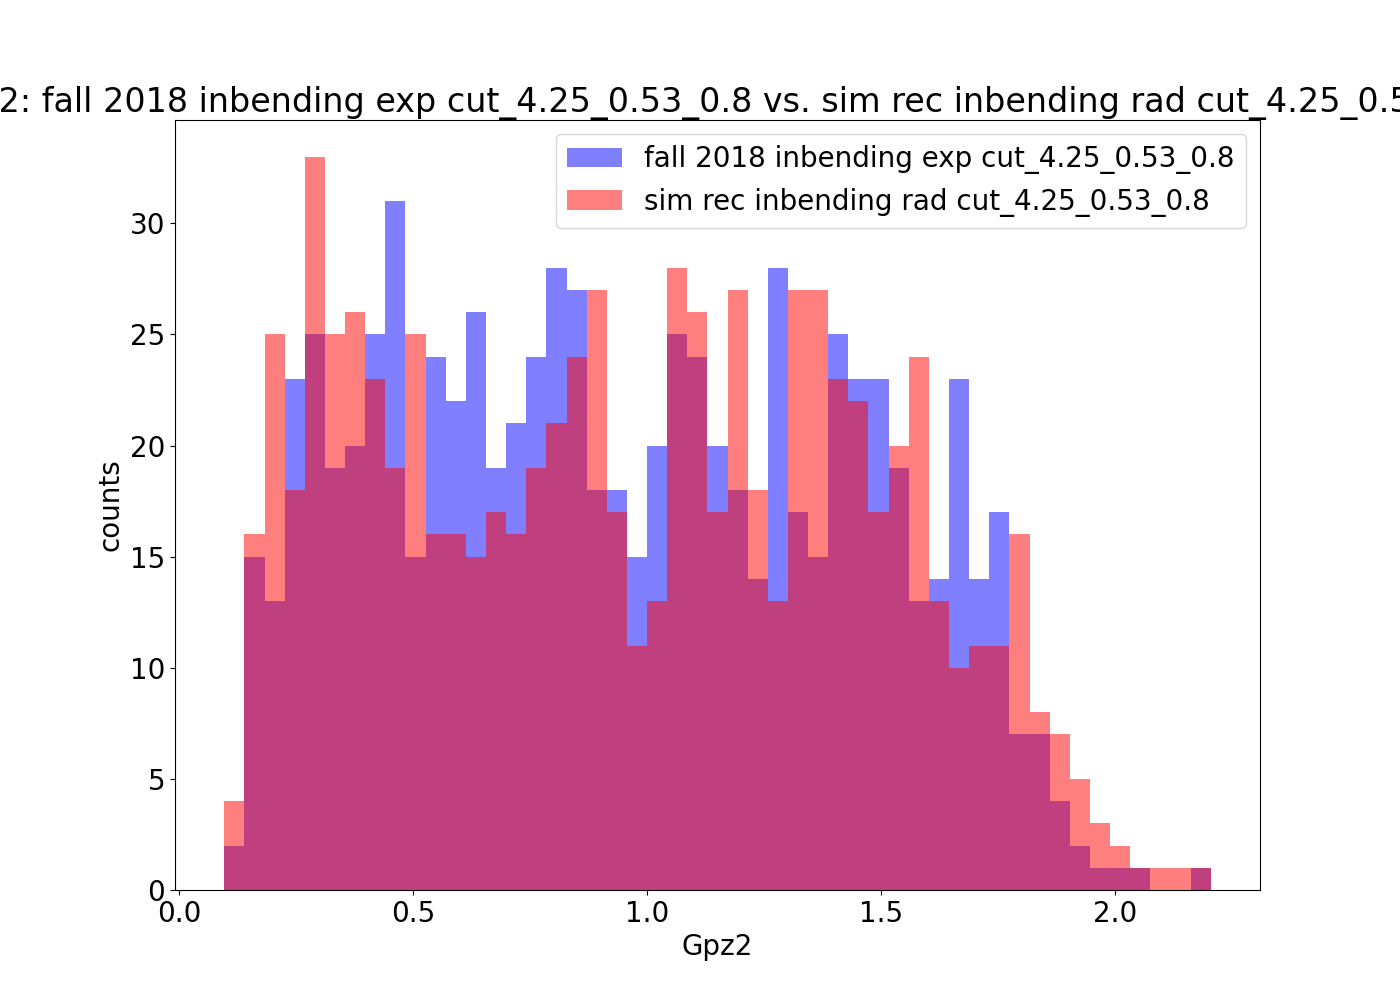 2: fall 2018 inbending exp cut_4.25_0.53_0.8 vs. sim rec inbending rad cut_4.25_0.5
fall 2018 inbending exp cut_4.25_0.53_0.8
sim rec inbending rad cut_4.25_0.53_0.8
30
25
20
15
10
5
0
counts
0.0 0.5 1.0 1.5 2.0
Gpz2